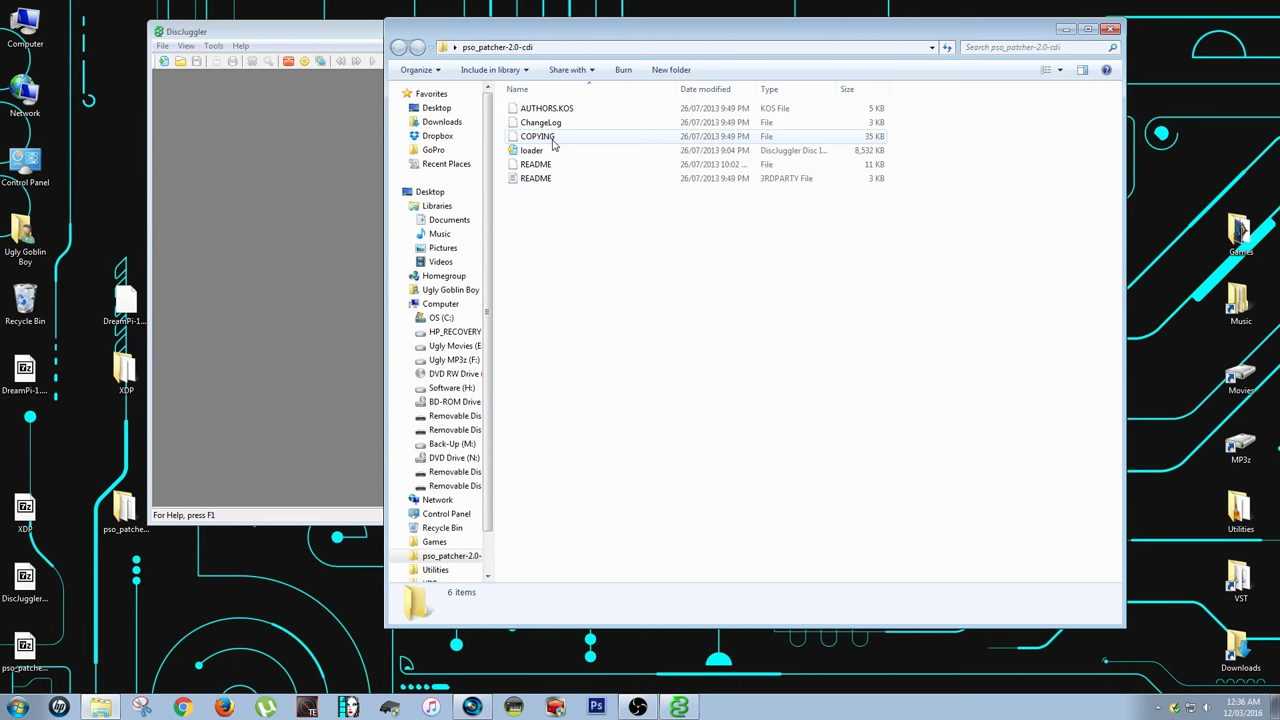 Computer
Network
Control Panel
Ugly Goblin
Boy
Recycle Bin
DreamPi-1....
XDP
DiscJuggler...
pso_patche...
DreamPi-1...
XDP
pso_patche...
DiscJuggler
File View Tools Help
For Help, press F1
pso_patcher-2.0-cdi
Search pso_patcher-2.0-cdi
Organize Include in library Share with Burn New folder
Name Date modified Type Size
AUTHORS.KOS 26/07/2013 9:49 PM KOS File 5 KB
ChangeLog 26/07/2013 9:49 PM File 3 KB
COPYING 26/07/2013 9:49 PM File 35 KB
loader 26/07/2013 9:04 PM DiscJuggler Disc I... 8,532 KB
README 26/07/2013 10:02 ... File 11 KB
README 26/07/2013 9:49 PM 3RDPARTY File 3 KB
Favorites
Desktop
Downloads
Dropbox
GoPro
Recent Places
Desktop
Libraries
Documents
Music
Pictures
Videos
Homegroup
Ugly Goblin Boy
Computer
OS (C:)
HP_RECOVERY
Ugly Movies (E
Ugly MP3z (F:)
DVD RW Drive (
Software (H:)
BD-ROM Drive
Removable Dis
Removable Dis
Back-Up (M:)
DVD Drive (N:)
Removable Dis
Removable Dis
Network
Control Panel
Recycle Bin
Games
pso_patcher-2.0-
Utilities
6 items
Games
Music
Movies
MP3z
Utilities
VST
Downloads
TE
Ps
12:36 AM
12/03/2016